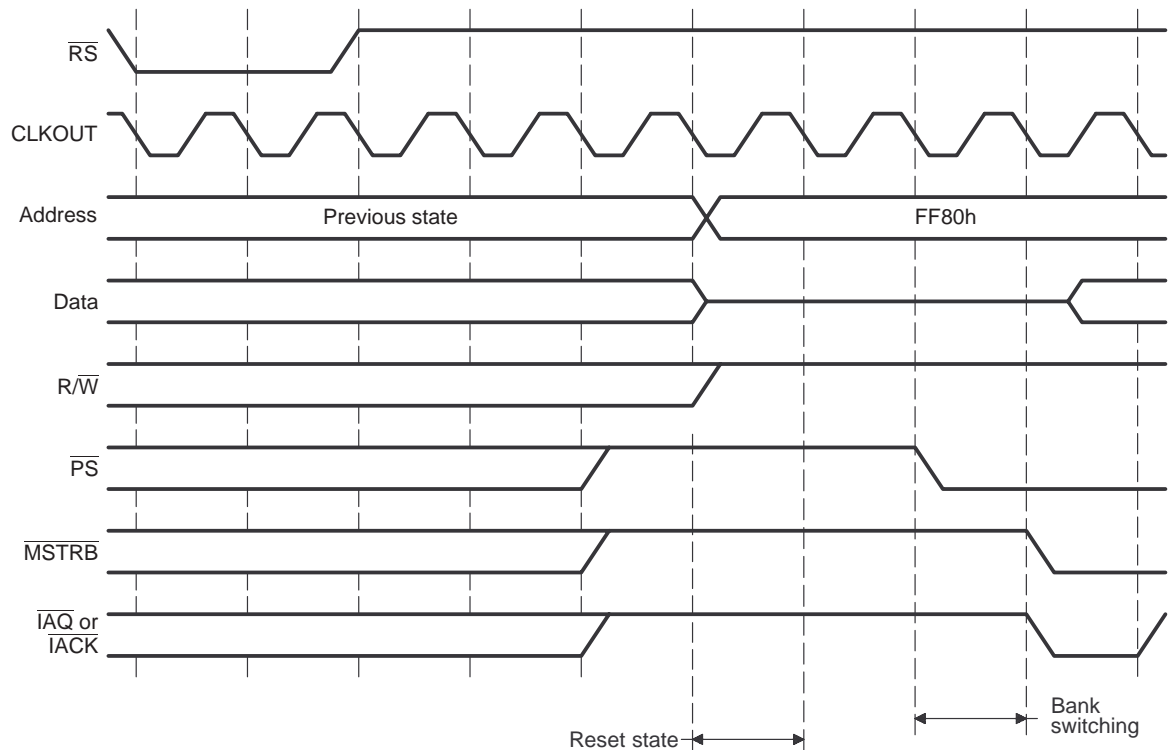 RS
CLKOUT
Address
Previous state
FF80h
Data
R/W
PS
MSTRB
IAQ or
IACK
Bank
switching
Reset state